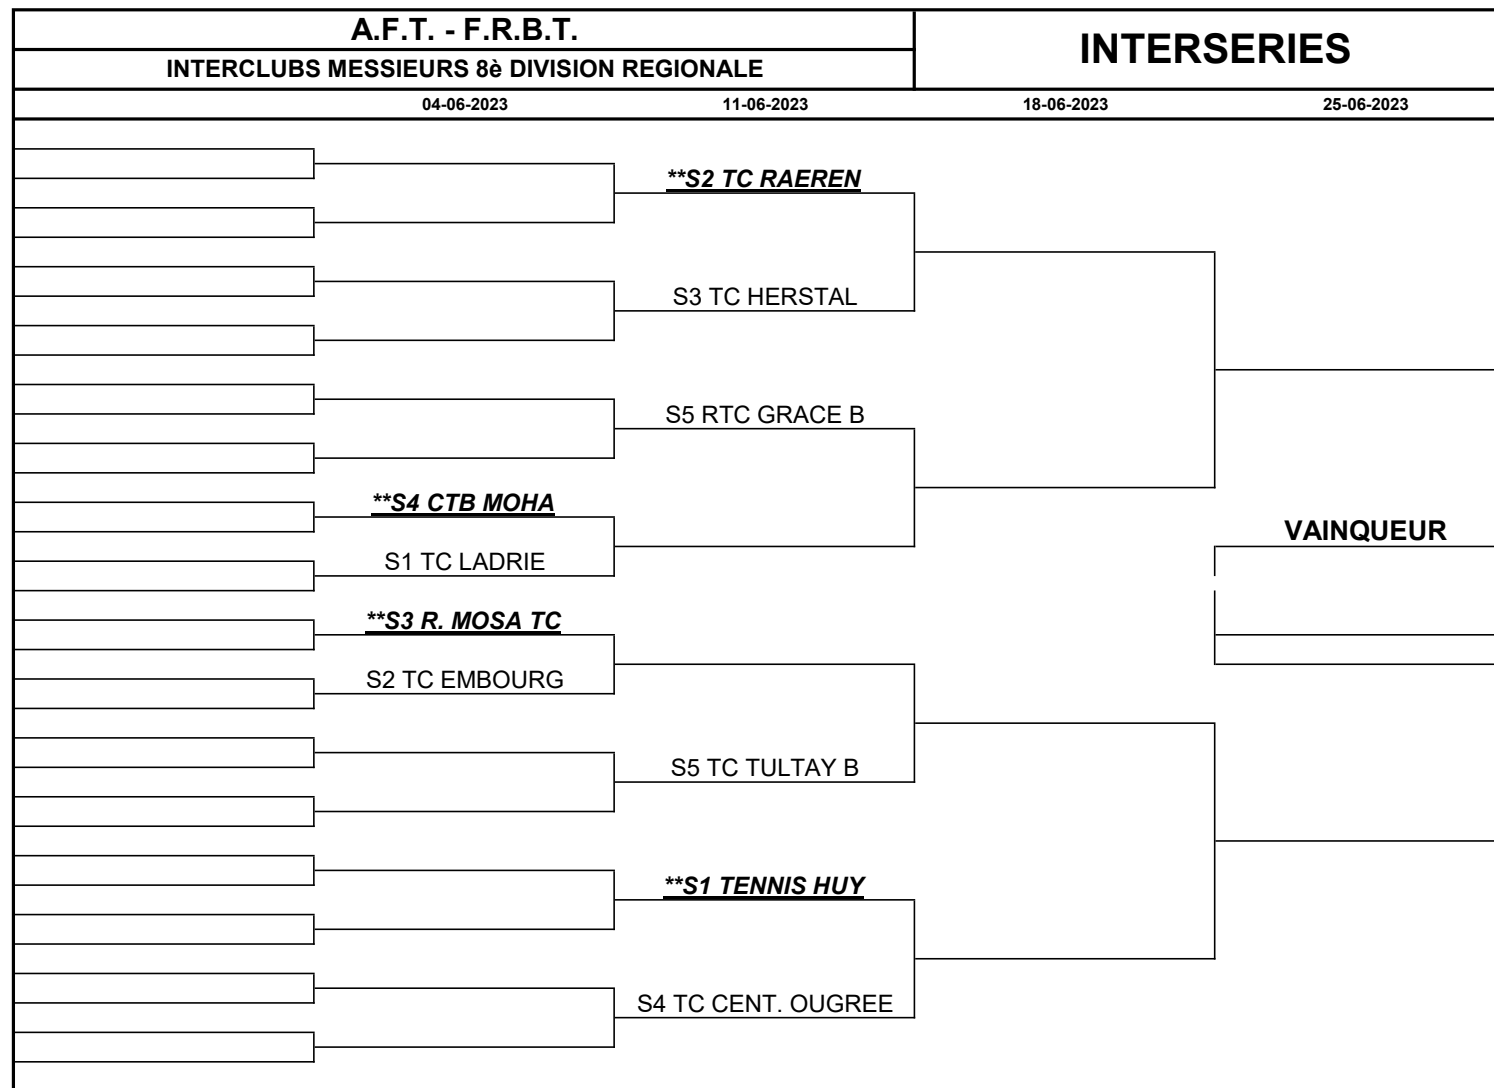 A.F.T. - F.R.B.T.
INTERSERIES
INTERCLUBS MESSIEURS 8è DIVISION REGIONALE
04-06-2023 11-06-2023 18-06-2023 25-06-2023
**S2 TC RAEREN
S3 TC HERSTAL
S5 RTC GRACE B
**S4 CTB MOHA
VAINQUEUR
S1 TC LADRIE
**S3 R. MOSA TC
S2 TC EMBOURG
S5 TC TULTAY B
**S1 TENNIS HUY
S4 TC CENT. OUGREE